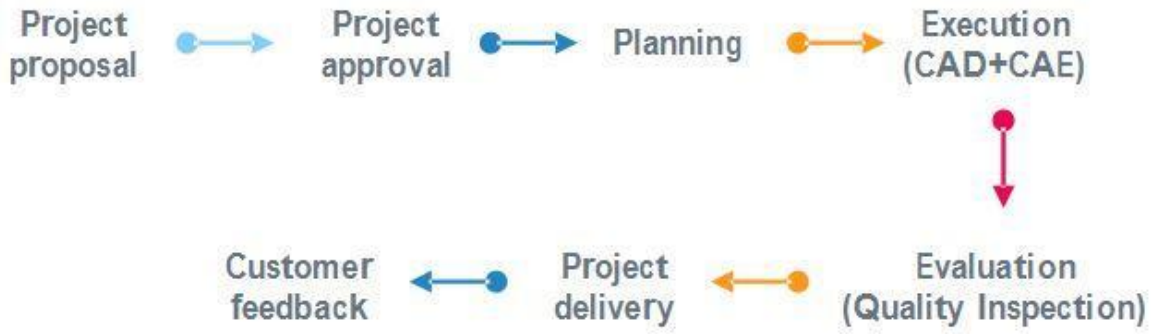 Project
proposal
Project
approval
Planning
Execution
(CAD+CAE)
Evaluation
(Quality Inspection)
Project
delivery
Customer
feedback